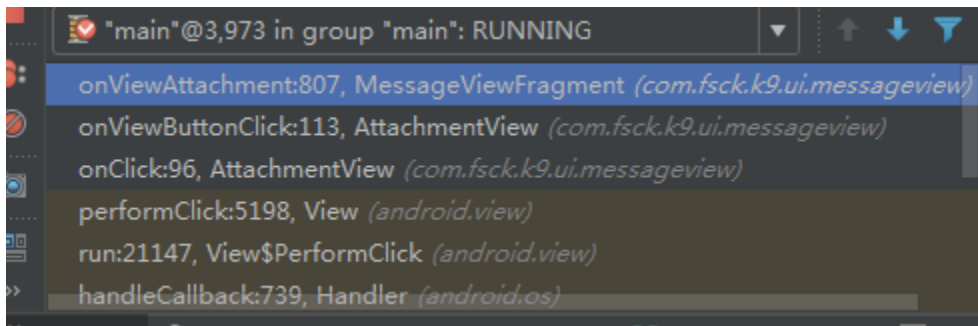 "main"@3,973 in group "main": RUNNING
onViewAttachment:807, MessageViewFragment (com.fsck.k9.ui.messageview)
onViewButtonClick:113, AttachmentView (com.fsck.k9.ui.messageview)
onClick:96, AttachmentView (com.fsck.k9.ui.messageview)
performClick:5198, View (android.view)
run:21147, View$PerformClick (android.view)
handleCallback:739, Handler (android.os)